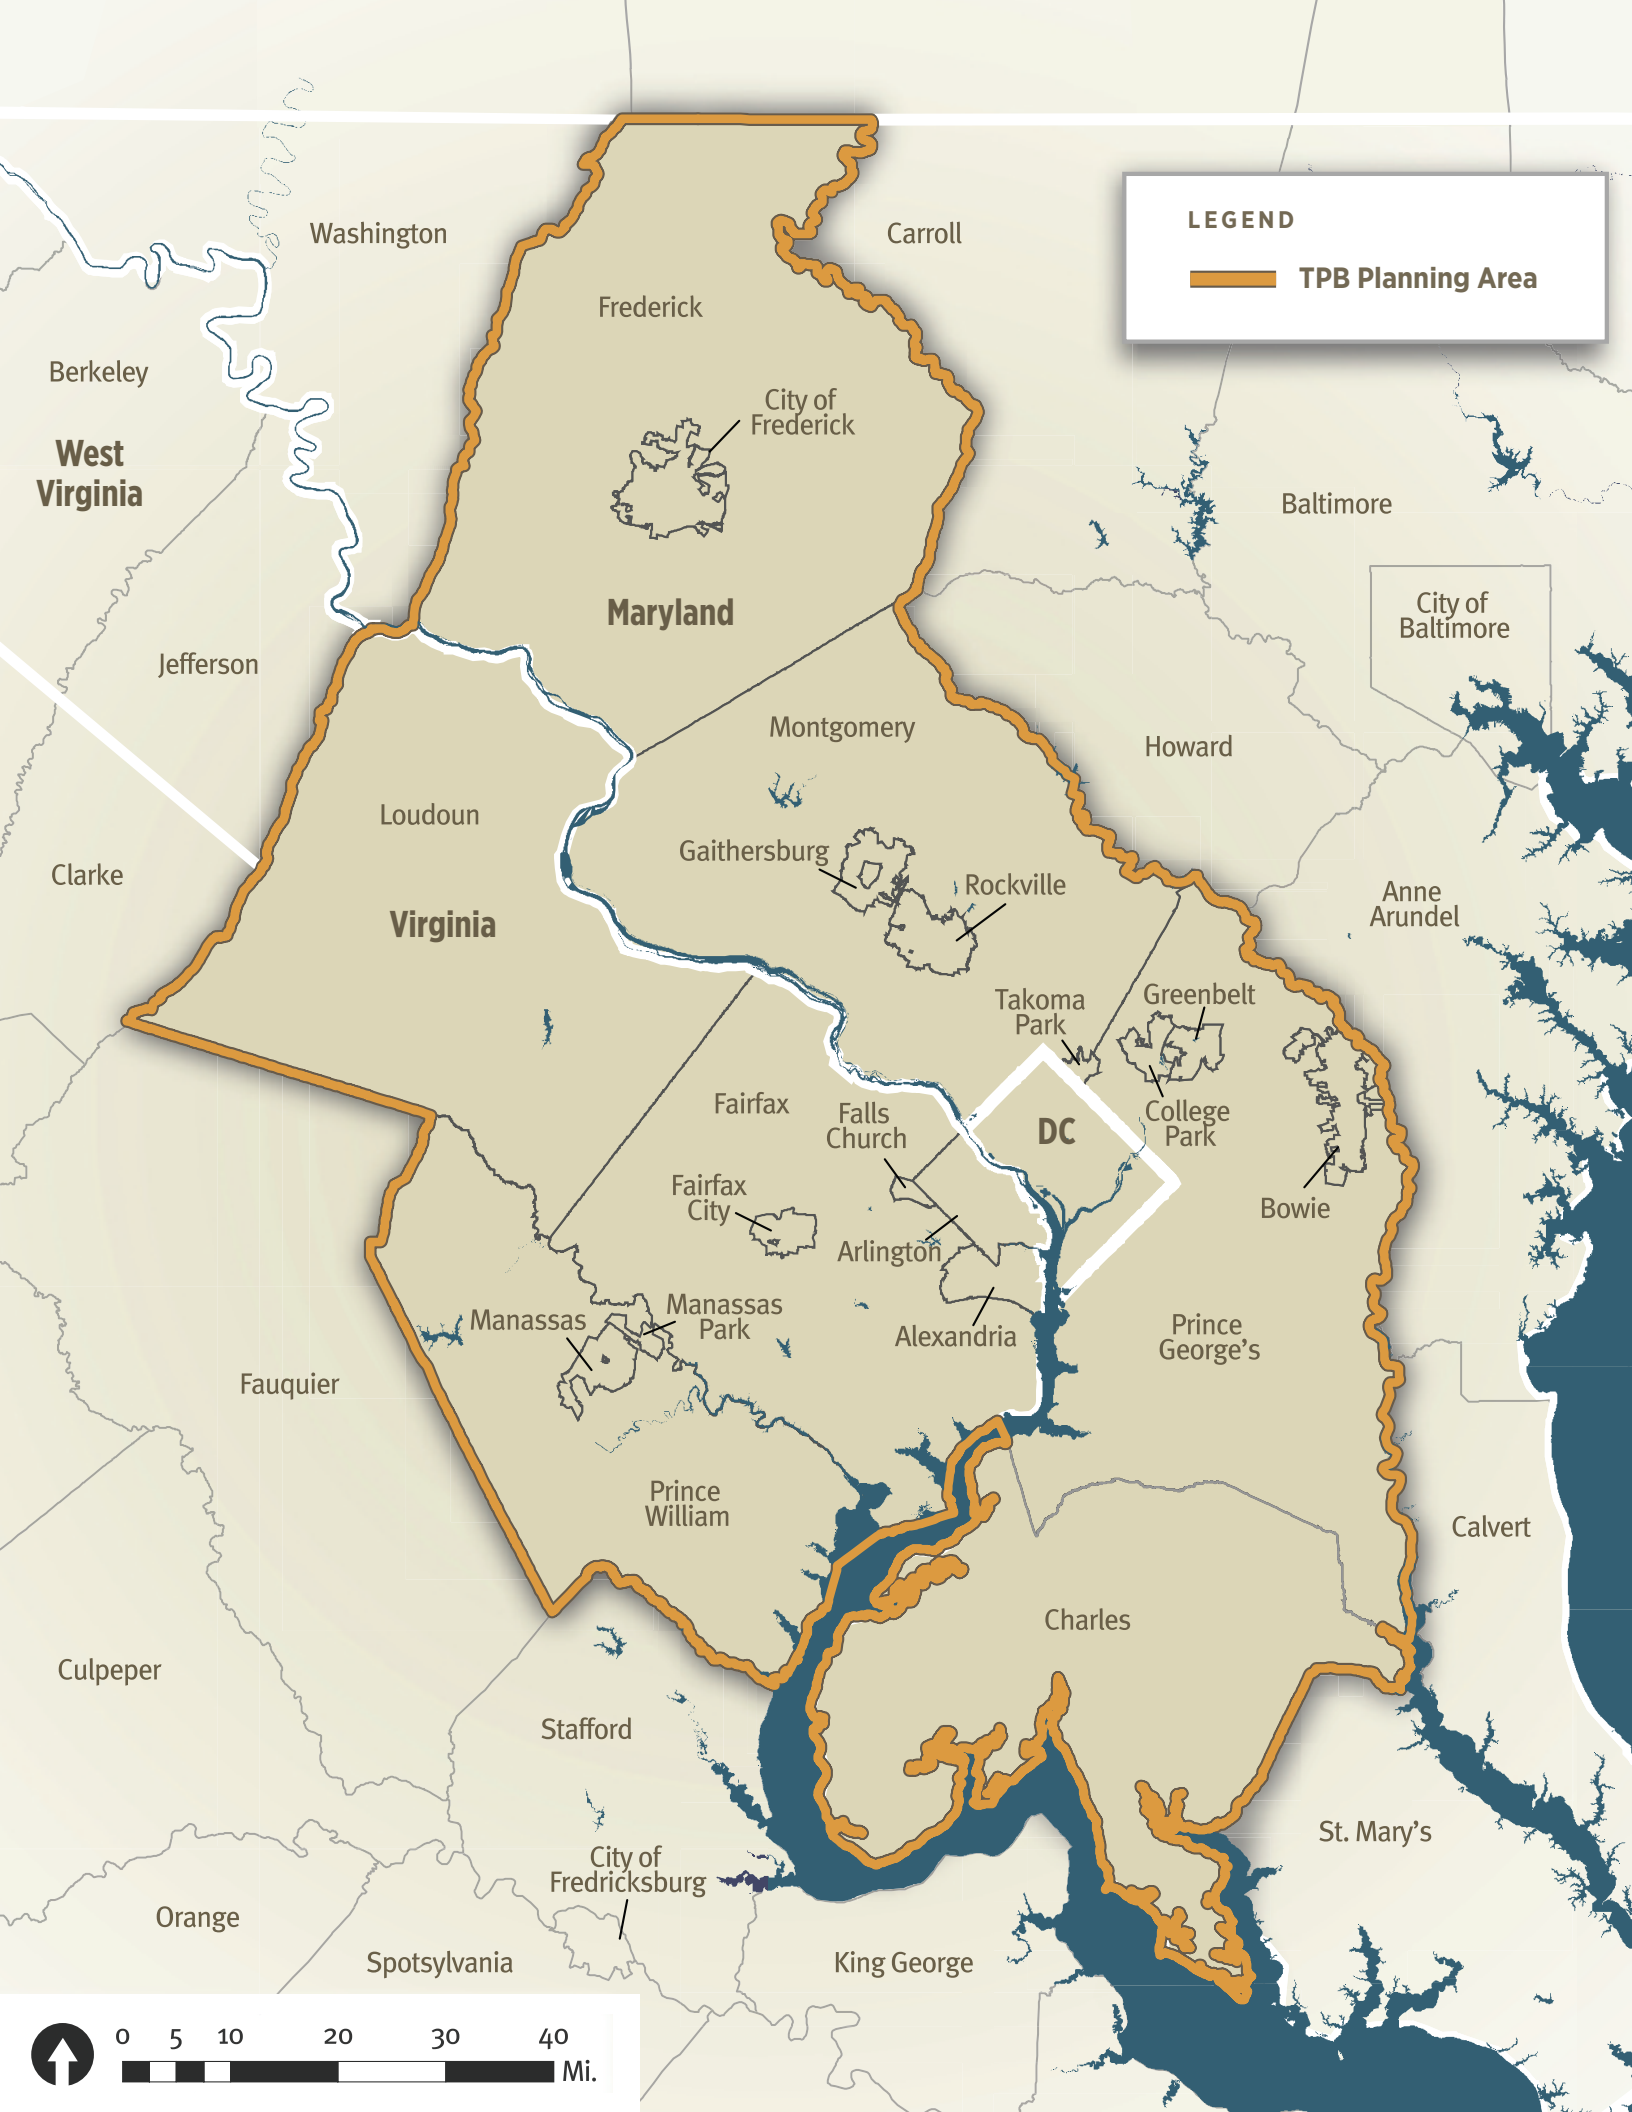 LEGEND
TPB Planning Area
Washington
Carroll
Frederick
Berkeley
City of
Frederick
West
Virginia
Baltimore
City of
Baltimore
Maryland
Jefferson
Montgomery
Howard
Loudoun
Gaithersburg
Rockville
Clarke
Anne
Arundel
Virginia
Takoma
Park
Greenbelt
Fairfax
Falls
Church
DC
College
Park
Fairfax
City
Bowie
Arlington
Manassas
Manassas
Park
Alexandria
Prince
George's
Fauquier
Prince
William
Calvert
Charles
Culpeper
Stafford
St. Mary's
City of
Fredricksburg
Orange
Spotsylvania
King George
0 5 10 20 30 40
Mi.